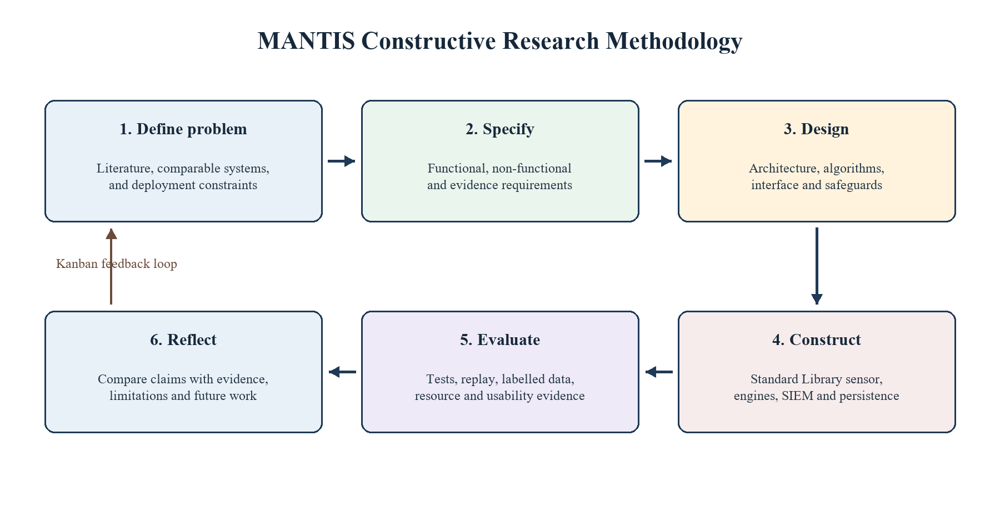 MANTIS Constructive Research Methodology
1. Define problem
Literature, comparable systems,
and deployment constraints
2. Specify
Functional, non-functional
and evidence requirements
3. Design
Architecture, algorithms,
interface and safeguards
Kanban feedback loop
6. Reflect
Compare claims with evidence,
limitations and future work
5. Evaluate
Tests, replay, labelled data,
resource and usability evidence
4. Construct
Standard Library sensor,
engines, SIEM and persistence